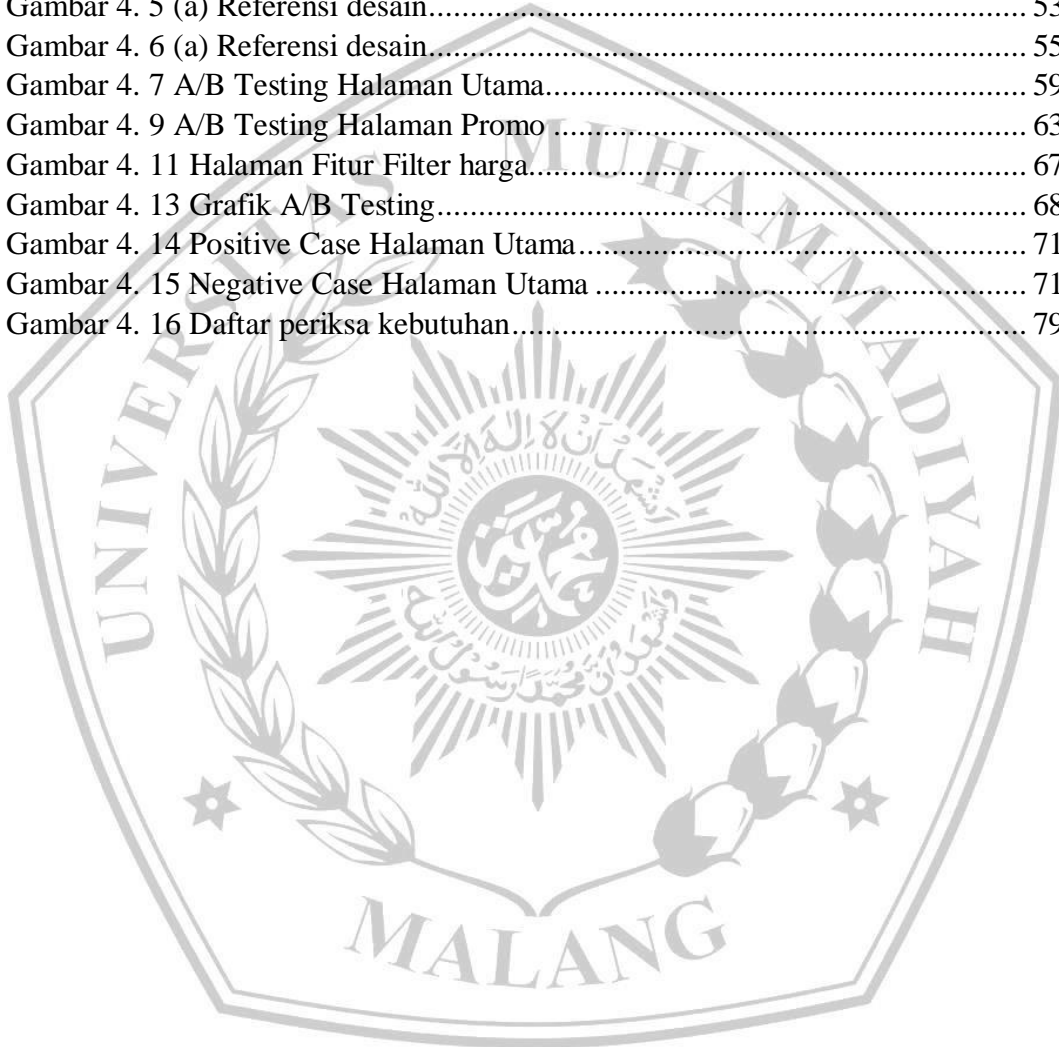 Gambar 4. 5 (a) Referensi desain.......................................................................................... 53
Gambar 4. 6 (a) Referensi desain.......................................................................................... 55
Gambar 4. 7 A/B Testing Halaman Utama............................................................................. 59
Gambar 4. 9 A/B Testing Halaman Promo ............................................................................ 63
Gambar 4. 11 Halaman Fitur Filter harga.............................................................................. 67
Gambar 4. 13 Grafik A/B Testing.......................................................................................... 68
Gambar 4. 14 Positive Case Halaman Utama........................................................................ 71
Gambar 4. 15 Negative Case Halaman Utama ...................................................................... 71
Gambar 4. 16 Daftar periksa kebutuhan................................................................................ 79
UNIVERSITAS MUHAMMADIYAH
MALANG